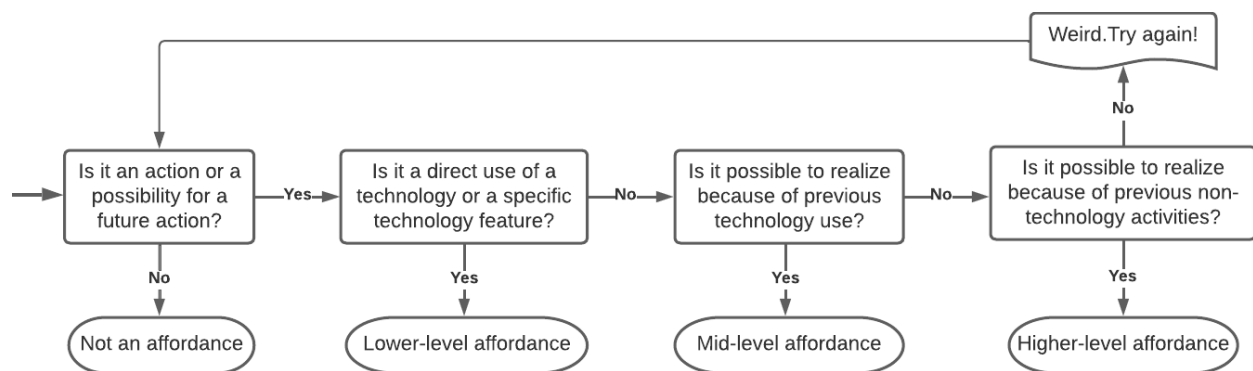 Weird.Try again!
No
Is it an action or a
possibility for a
future action?
Yes
Is it a direct use of a
technology or a specific
technology feature?
No
Is it possible to realize
because of previous
technology use?
No
Is it possible to realize
because of previous non-
technology activities?
No
Yes
Yes
Yes
Not an affordance
Lower-level affordance
Mid-level affordance
Higher-level affordance